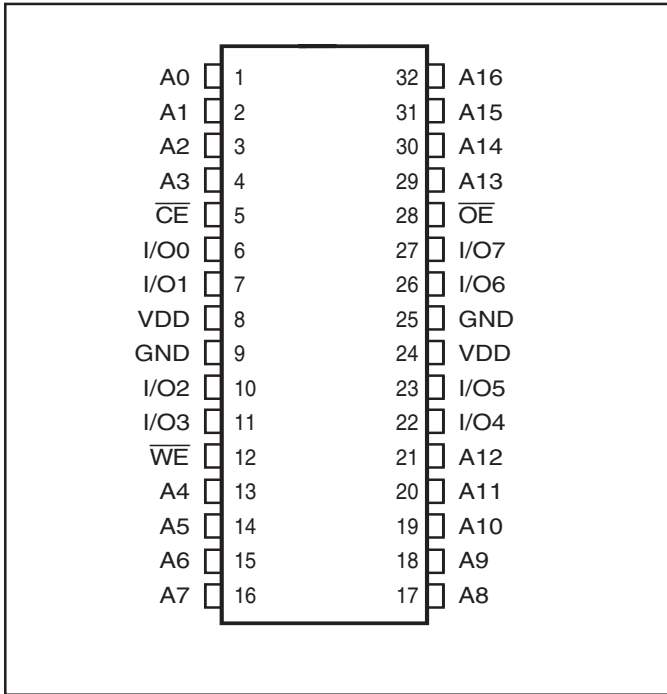 A0 1 32 A16
A1 2 31 A15
A2 3 30 A14
A3 4 29 A13
C̅E̅ 5 28 O̅E̅
I/O0 6 27 I/O7
I/O1 7 26 I/O6
VDD 8 25 GND
GND 9 24 VDD
I/O2 10 23 I/O5
I/O3 11 22 I/O4
W̅E̅ 12 21 A12
A4 13 20 A11
A5 14 19 A10
A6 15 18 A9
A7 16 17 A8